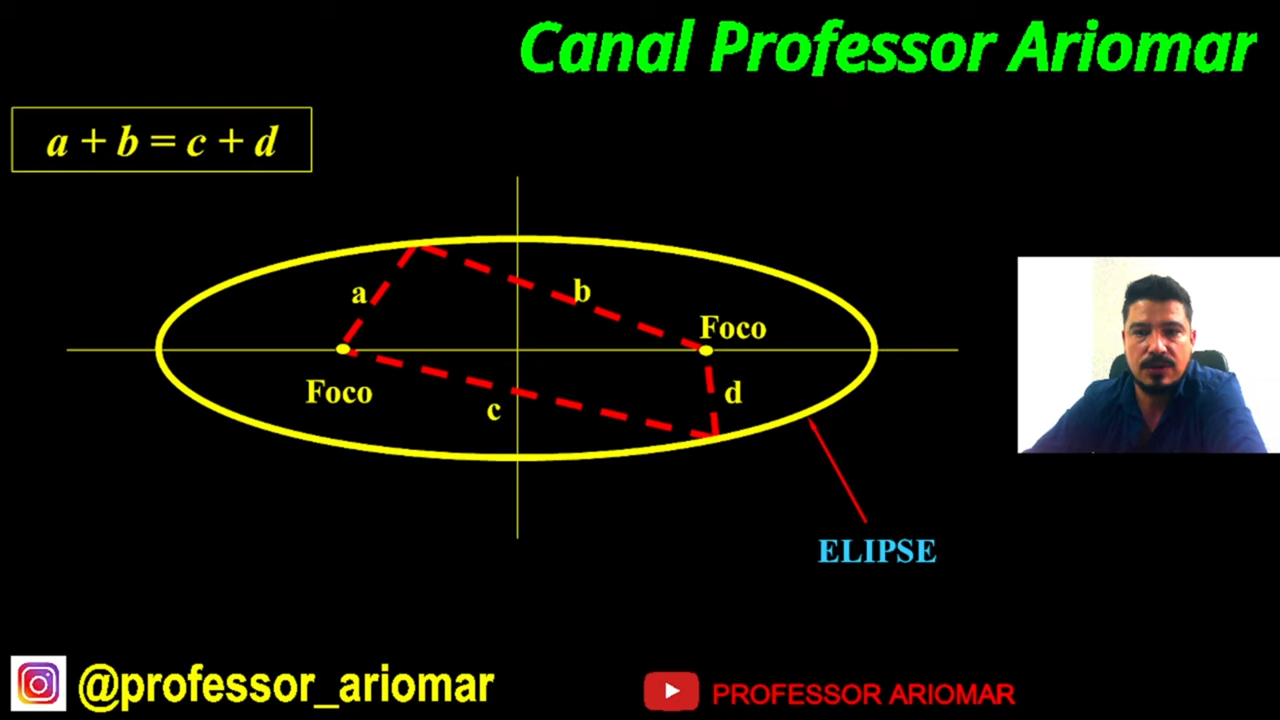 Canal Professor Ariomar
a + b = c + d
a
b
Foco
Foco
c
d
ELIPSE
@professor_ariomar
PROFESSOR ARIOMAR